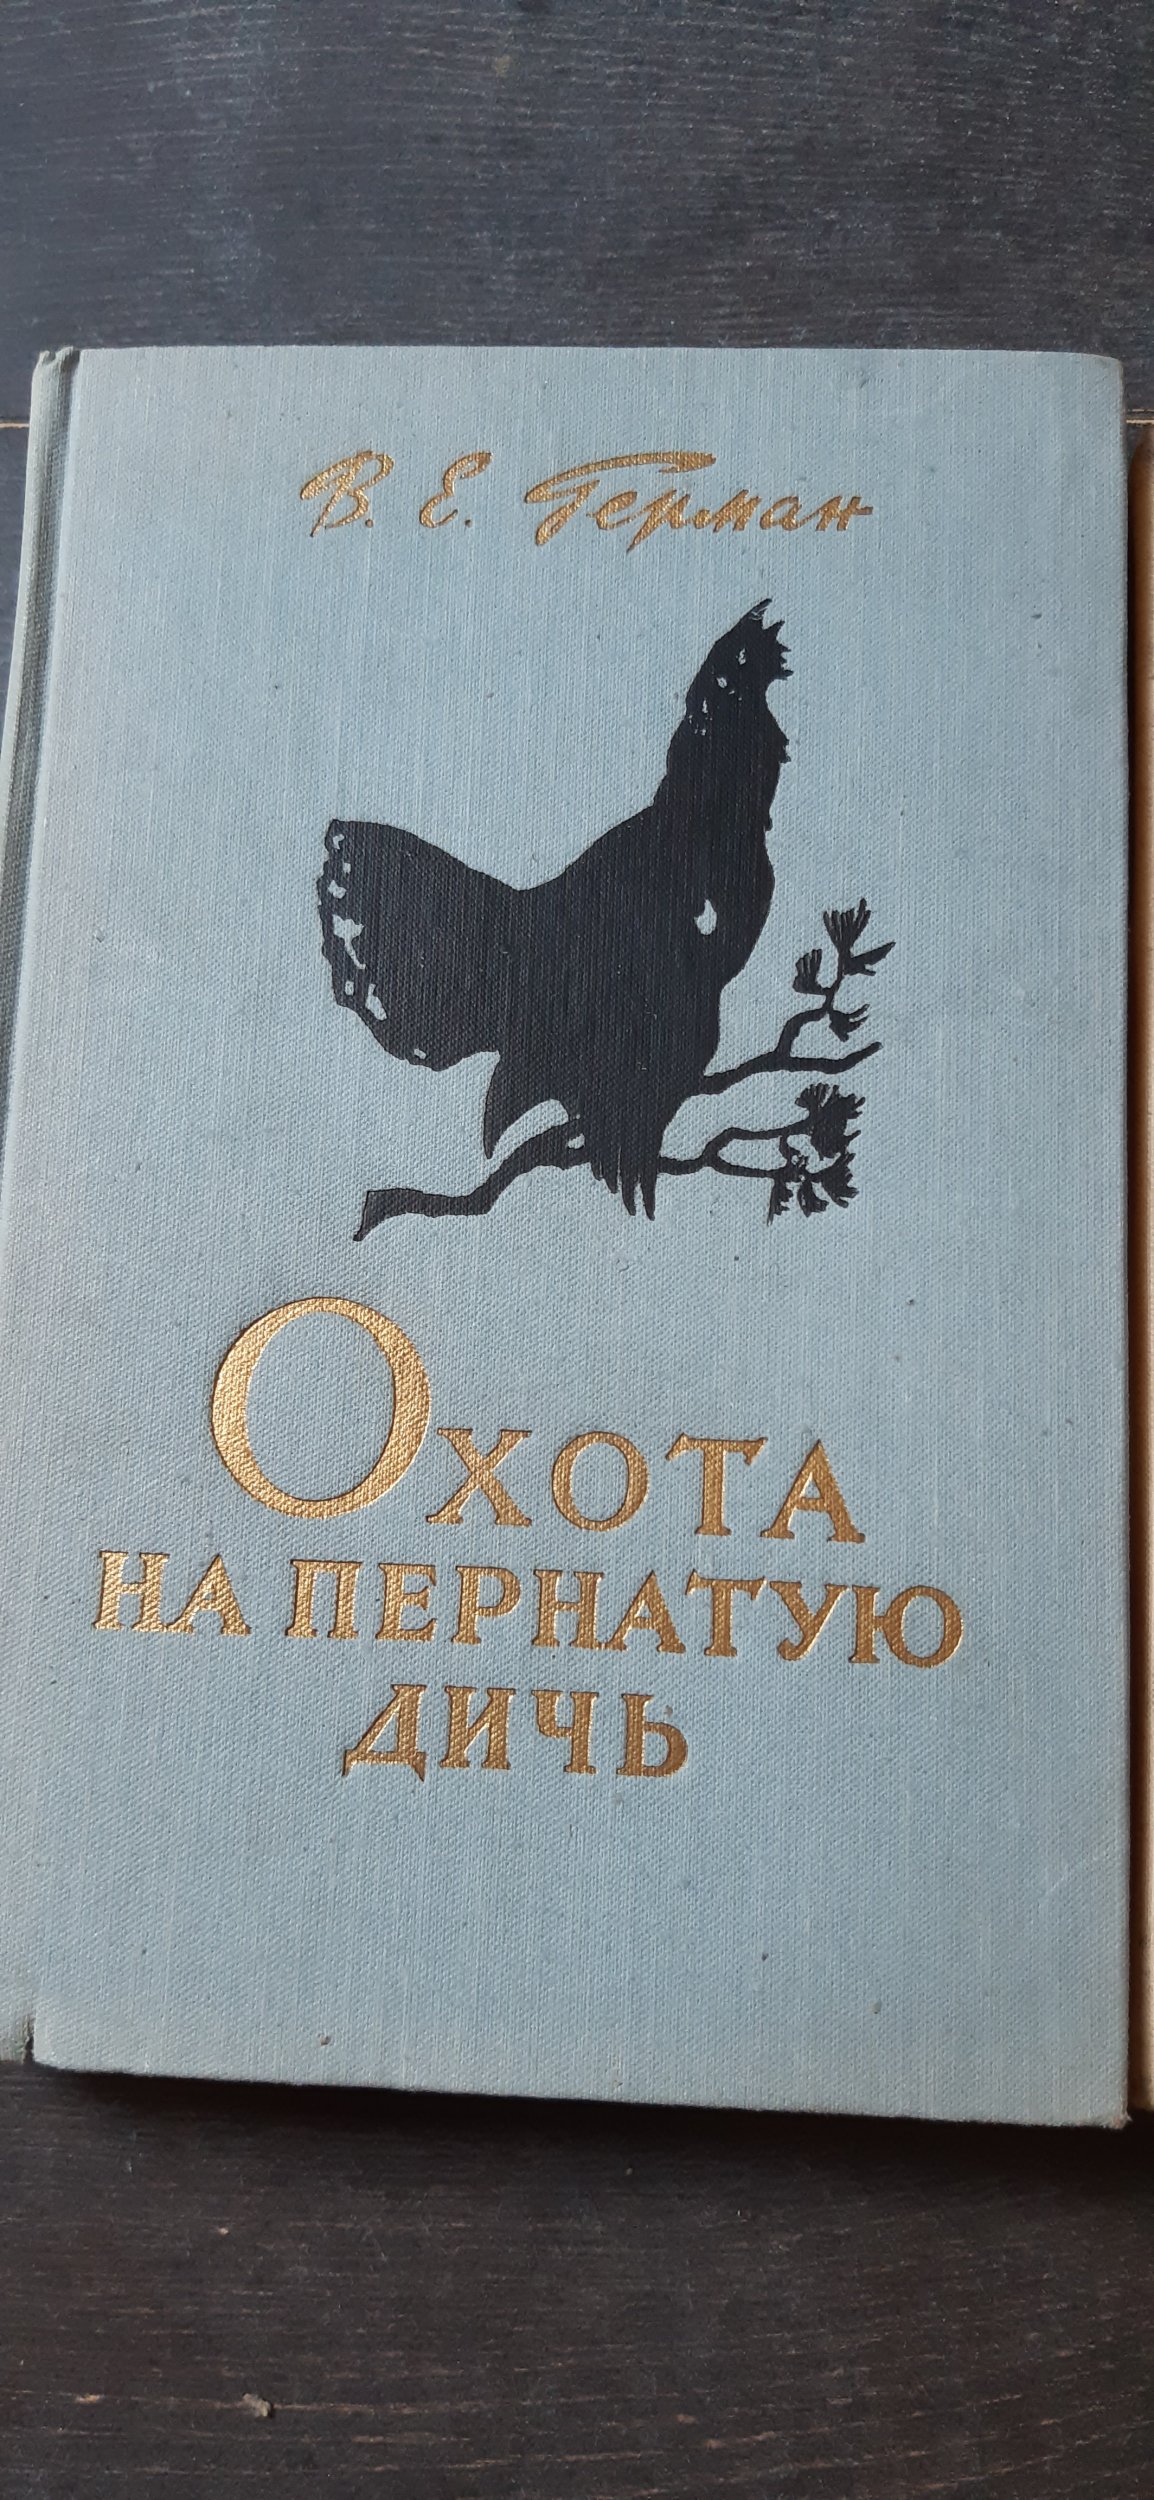 В. Е. Герман
Охота
на пернатую
дичь